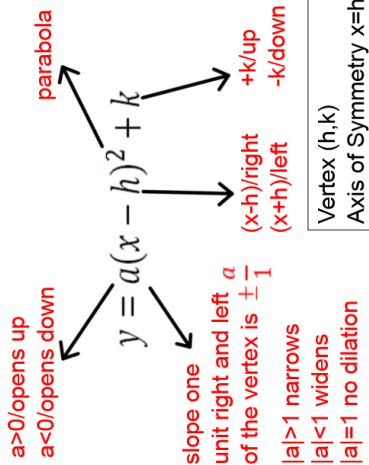 a>0/opens up
a<0/opens down
parabola
y = a(x − h)² + k
slope one
unit right and left
of the vertex is ± a/1
|a|>1 narrows
|a|<1 widens
|a|=1 no dilation
(x-h)/right
(x+h)/left
+k/up
-k/down
Vertex (h,k)
Axis of Symmetry x=h